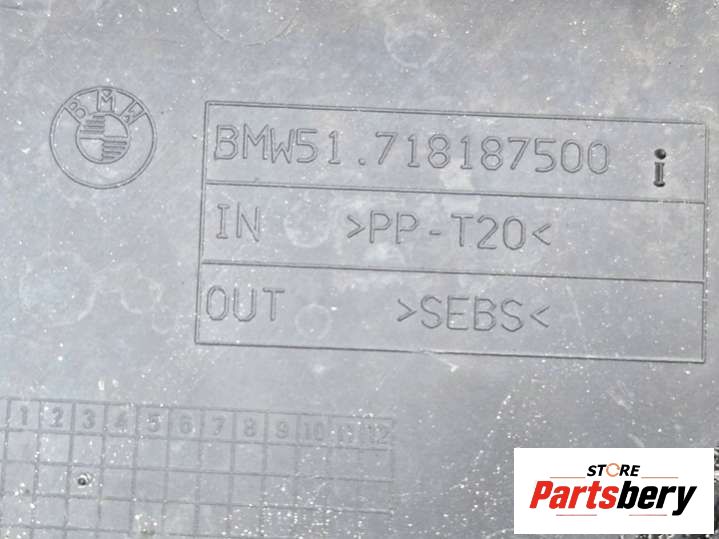 BMW
BMW51.718187500 i
IN >PP-T20<
OUT >SEBS<
1 2 3 4 5 6 7 8 9 10 11 12
STORE
Partsbery